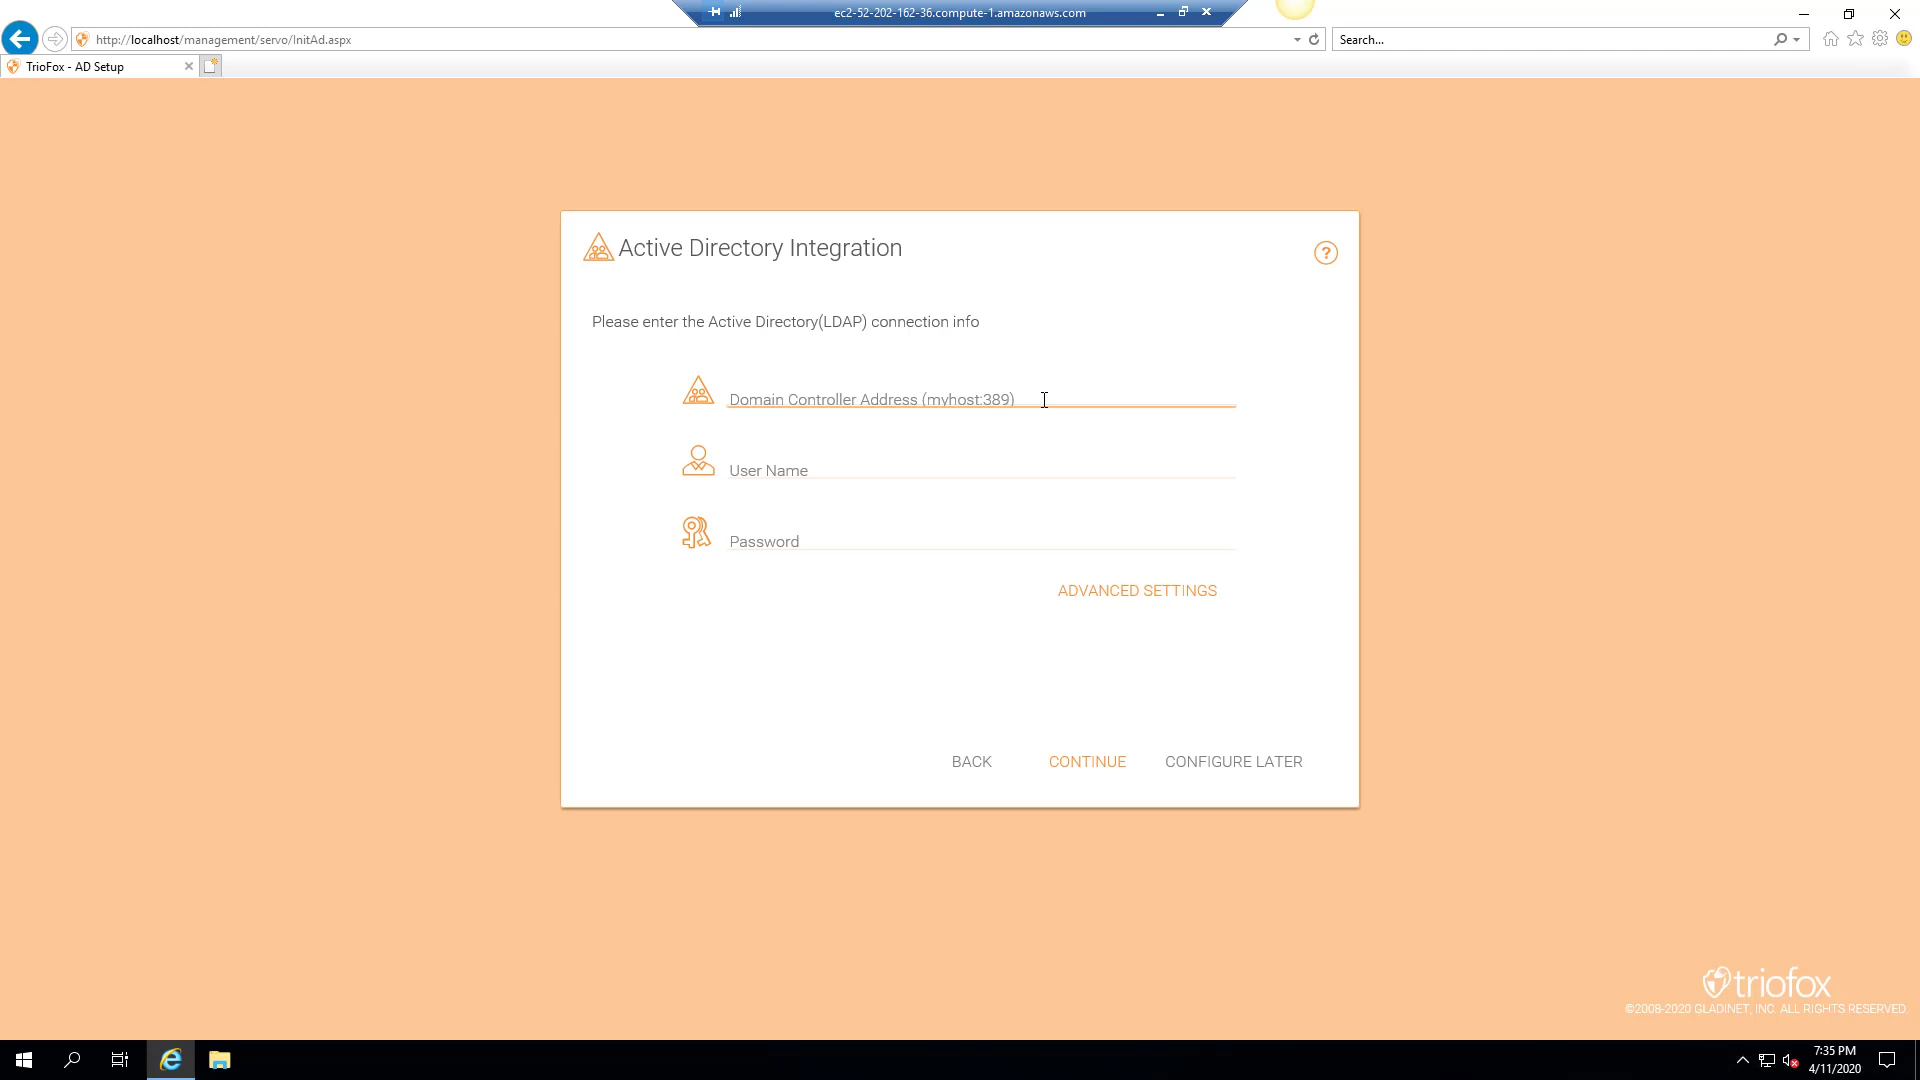 ec2-52-202-162-36.compute-1.amazonaws.com
http://localhost/management/servo/InitAd.aspx
Search...
TrioFox - AD Setup
Active Directory Integration
?
Please enter the Active Directory(LDAP) connection info
Domain Controller Address (myhost:389)
User Name
Password
ADVANCED SETTINGS
BACK
CONTINUE
CONFIGURE LATER
triofox
©2008-2020 GLADINET, INC. ALL RIGHTS RESERVED.
7:35 PM
4/11/2020